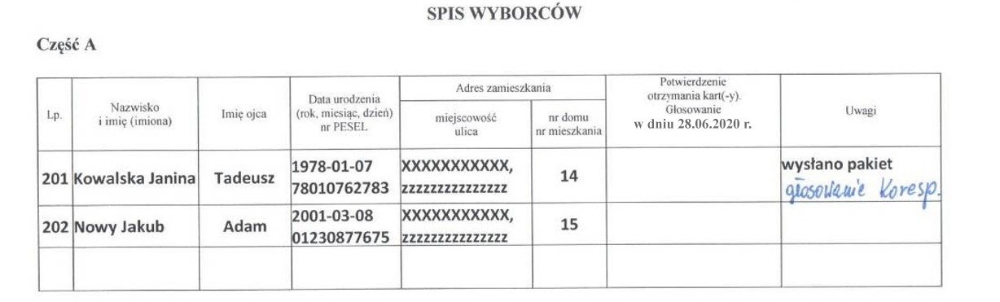 SPIS WYBORCÓW
Część A
Lp.
Nazwisko
i imię (imiona)
Imię ojca
Data urodzenia
(rok, miesiąc, dzień)
nr PESEL
Adres zamieszkania
miejscowość
ulica
nr domu
nr mieszkania
Potwierdzenie
otrzymania kart(-y).
Głosowanie
w dniu 28.06.2020 r.
Uwagi
201
Kowalska Janina
Tadeusz
1978-01-07
78010762783
XXXXXXXXXXX,
zzzzzzzzzzzzzzz
14
wysłano pakiet
głosowanie Koresp.
202
Nowy Jakub
Adam
2001-03-08
01230877675
XXXXXXXXXXX,
zzzzzzzzzzzzzzz
15